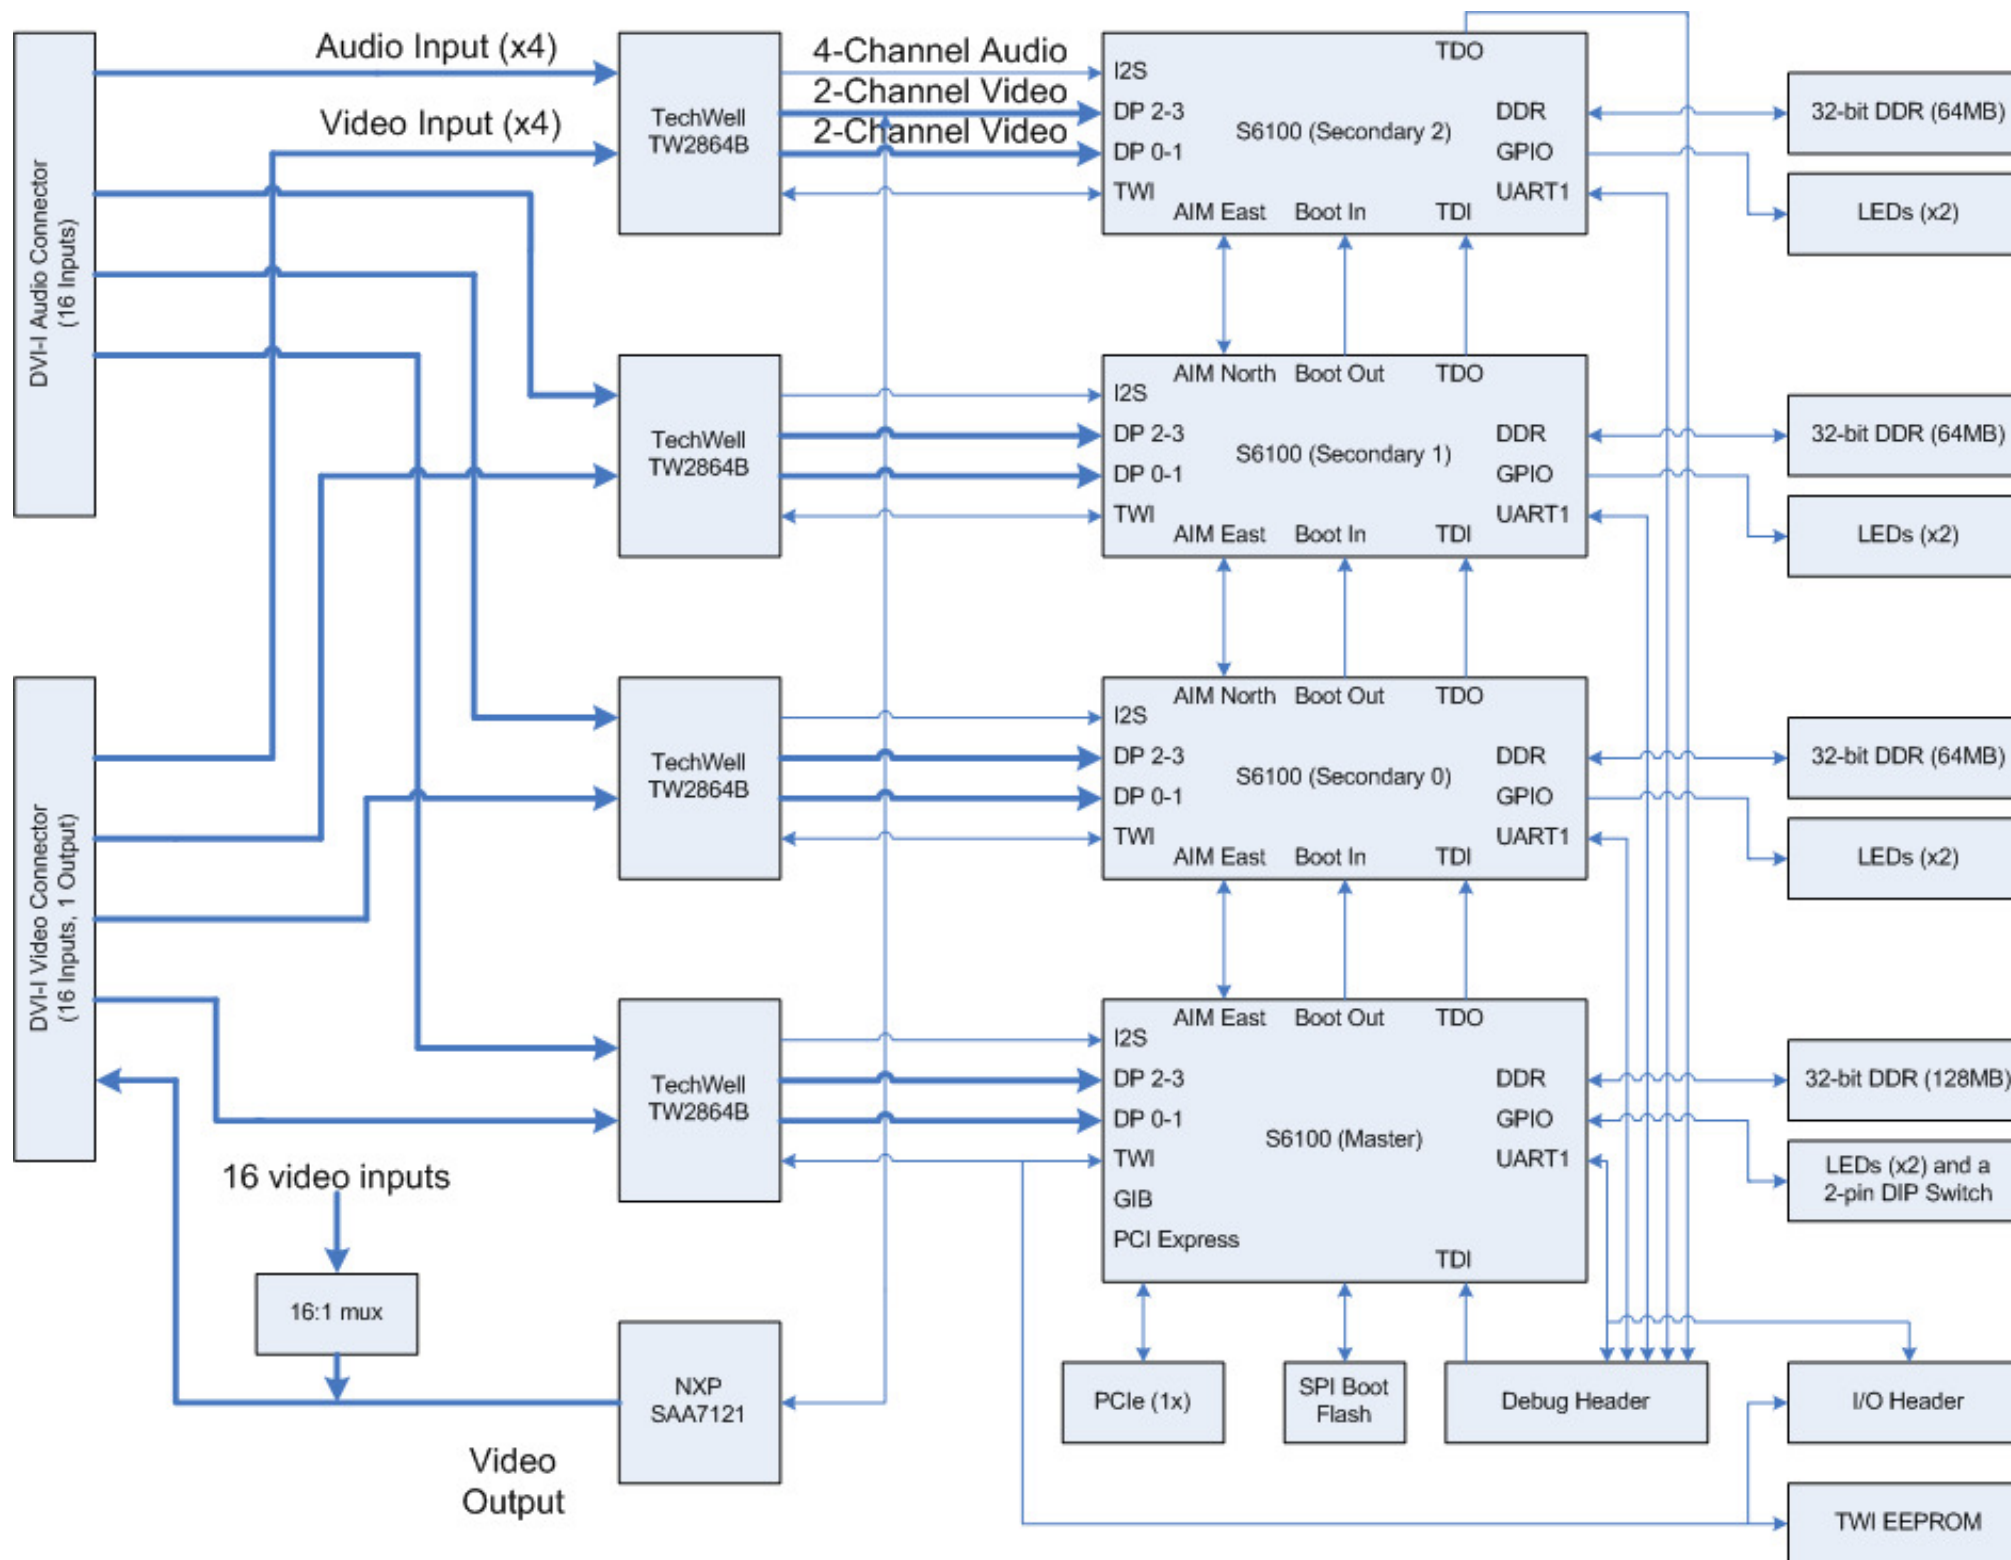 Audio Input (x4)
Video Input (x4)
DVI-I Audio Connector
(16 Inputs)
DVI-I Video Connector
(16 Inputs, 1 Output)
16 video inputs
16:1 mux
Video
Output
TechWell
TW2864B
TechWell
TW2864B
TechWell
TW2864B
TechWell
TW2864B
NXP
SAA7121
4-Channel Audio
2-Channel Video
2-Channel Video
TDO
I2S
DP 2-3
DP 0-1
TWI
S6100 (Secondary 2)
DDR
GPIO
UART1
AIM East
Boot In
TDI
AIM North
Boot Out
TDO
I2S
DP 2-3
DP 0-1
TWI
S6100 (Secondary 1)
DDR
GPIO
UART1
AIM East
Boot In
TDI
AIM North
Boot Out
TDO
I2S
DP 2-3
DP 0-1
TWI
S6100 (Secondary 0)
DDR
GPIO
UART1
AIM East
Boot In
TDI
AIM East
Boot Out
TDO
I2S
DP 2-3
DP 0-1
TWI
GIB
PCI Express
S6100 (Master)
DDR
GPIO
UART1
TDI
32-bit DDR (64MB)
LEDs (x2)
32-bit DDR (64MB)
LEDs (x2)
32-bit DDR (64MB)
LEDs (x2)
32-bit DDR (128MB)
LEDs (x2) and a
2-pin DIP Switch
PCIe (1x)
SPI Boot
Flash
Debug Header
I/O Header
TWI EEPROM